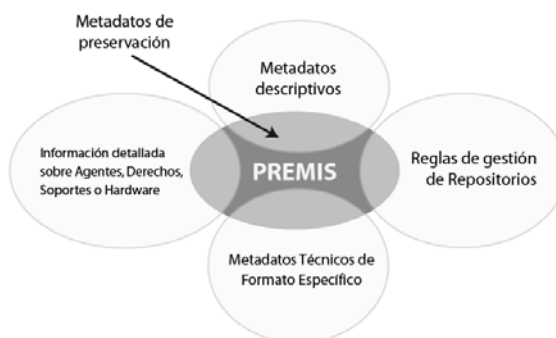 Metadatos de
preservación
Metadatos
descriptivos
Información detallada
sobre Agentes, Derechos,
Soportes o Hardware
PREMIS
Reglas de gestión
de Repositorios
Metadatos Técnicos de
Formato Específico